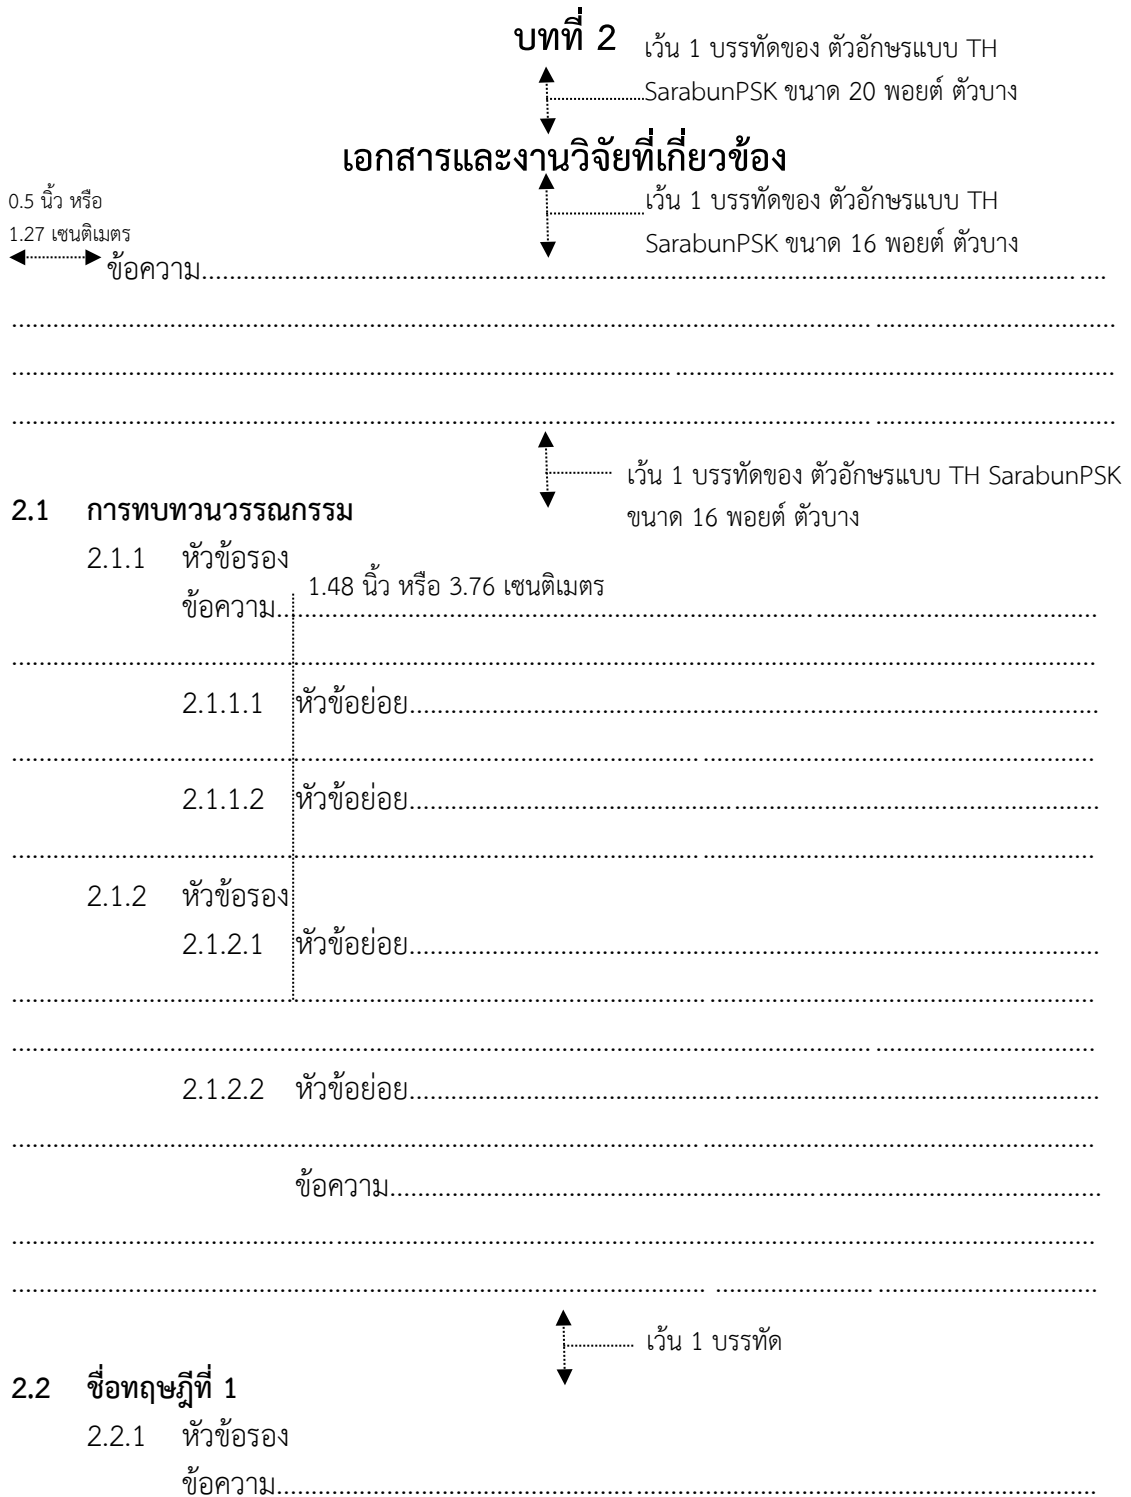 บทที่ 2
เว้น 1 บรรทัดของ ตัวอักษรแบบ TH
SarabunPSK ขนาด 20 พอยต์ ตัวบาง
เอกสารและงานวิจัยที่เกี่ยวข้อง
0.5 นิ้ว หรือ
1.27 เซนติเมตร
เว้น 1 บรรทัดของ ตัวอักษรแบบ TH
SarabunPSK ขนาด 16 พอยต์ ตัวบาง
ข้อความ....................................................................................................
....................................................................................................
....................................................................................................
....................................................................................................
เว้น 1 บรรทัดของ ตัวอักษรแบบ TH SarabunPSK
ขนาด 16 พอยต์ ตัวบาง
2.1 การทบทวนวรรณกรรม
2.1.1 หัวข้อรอง
1.48 นิ้ว หรือ 3.76 เซนติเมตร
ข้อความ....................................................................................................
....................................................................................................
2.1.1.1 หัวข้อย่อย....................................................................................................
....................................................................................................
2.1.1.2 หัวข้อย่อย....................................................................................................
....................................................................................................
2.1.2 หัวข้อรอง
2.1.2.1 หัวข้อย่อย....................................................................................................
....................................................................................................
....................................................................................................
2.1.2.2 หัวข้อย่อย....................................................................................................
....................................................................................................
ข้อความ....................................................................................................
....................................................................................................
....................................................................................................
เว้น 1 บรรทัด
2.2 ชื่อทฤษฎีที่ 1
2.2.1 หัวข้อรอง
ข้อความ....................................................................................................